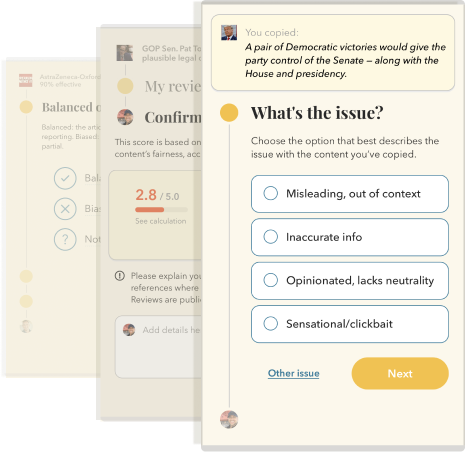 AstraZeneca-Oxford
90% effective
Balanced o
Balanced: the arti
reporting. Biased
partial.
Bala
Bias
Not
GOP Sen. Pat To
plausible legal
My revie
Confirm
This score is based on
content's fairness, acc
2.8 / 5.0
See calculation
Please explain you
references where
Reviews are public
Add details he
You copied:
A pair of Democratic victories would give the
party control of the Senate – along with the
House and presidency.
What's the issue?
Choose the option that best describes the
issue with the content you've copied.
Misleading, out of context
Inaccurate info
Opinionated, lacks neutrality
Sensational/clickbait
Other issue
Next